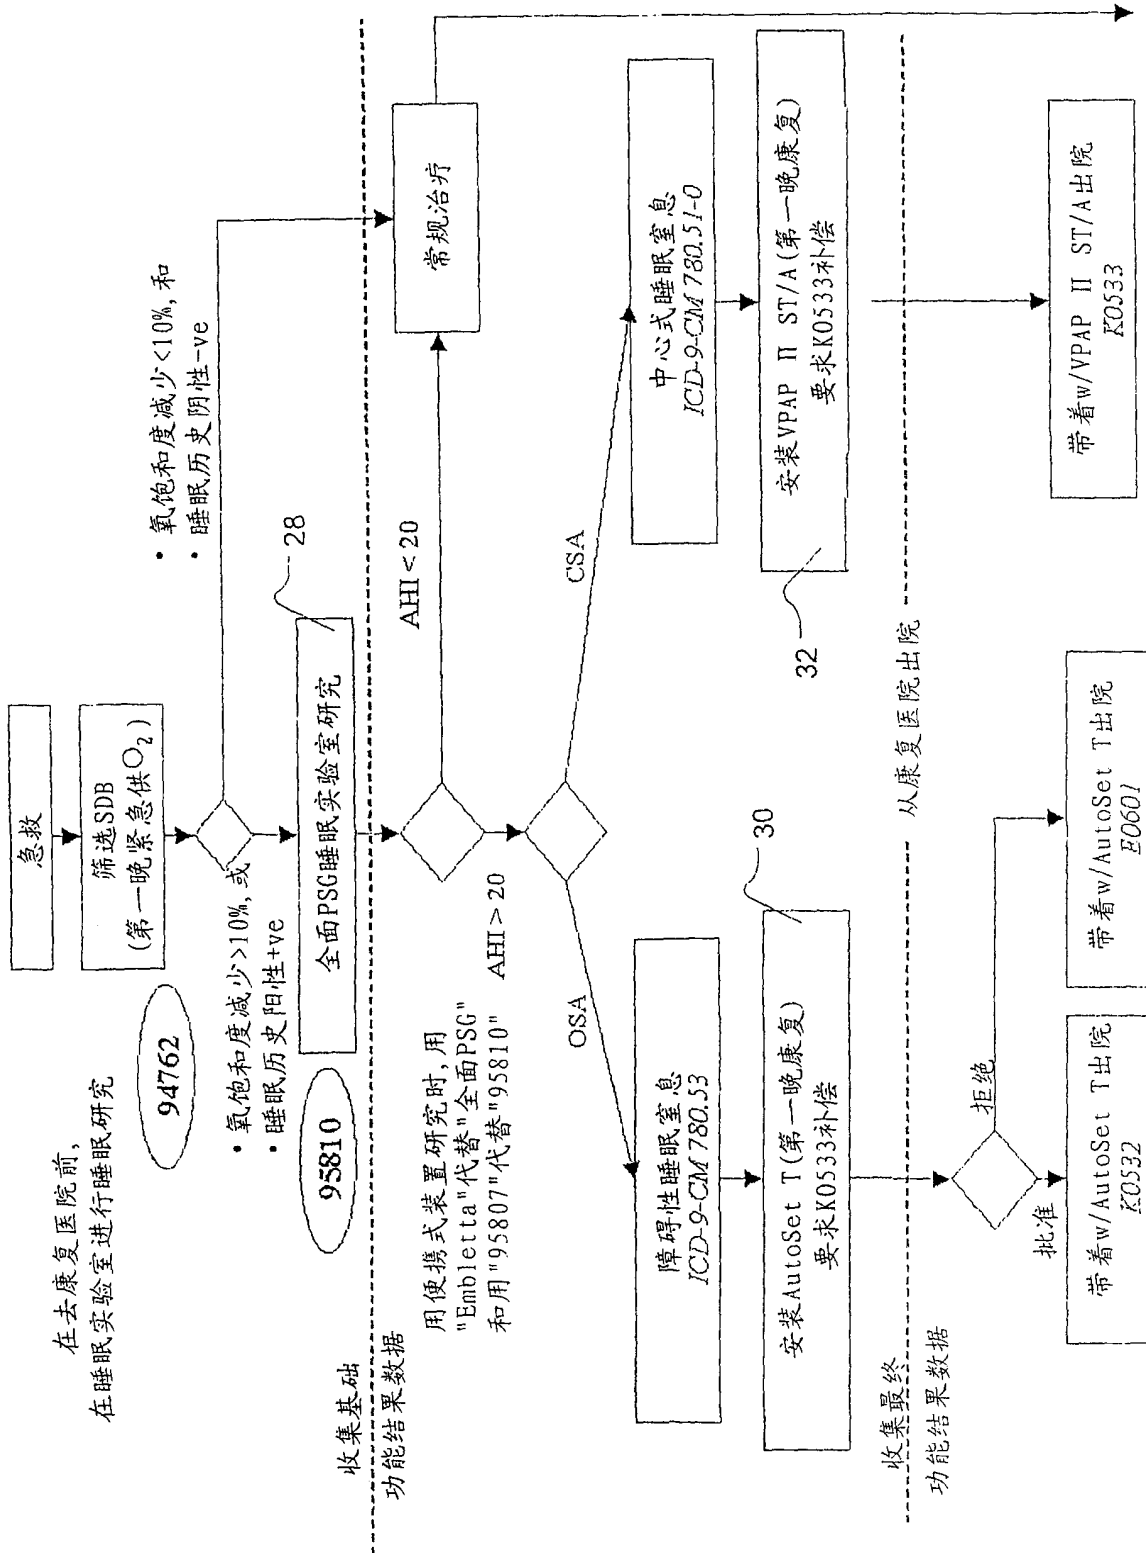 在去康复医院前，
在睡眠实验室进行睡眠研究
急救
筛选SDB
(第一晚紧急供O₂)
94762
• 氧饱和度减少<10%，和
• 睡眠历史阴性-ve
• 氧饱和度减少>10%，或
• 睡眠历史阳性+ve
95810
全面PSG睡眠实验室研究
28
收集基础
功能结果数据
用便携式装置研究时，用
"Embletta"代替"全面PSG"
和用"95807"代替"95810"
AHI<20
常规治疗
AHI>20
OSA
CSA
障碍性睡眠窒息
ICD-9-CM 780.53
中心式睡眠窒息
ICD-9-CM 780.51-0
安装AutoSet T(第一晚康复)
要求K0533补偿
30
安装VPAP II ST/A(第一晚康复)
要求K0533补偿
32
收集最终
功能结果数据
从康复医院出院
批准
拒绝
带着w/AutoSet T出院
K0532
带着w/AutoSet T出院
E0601
带着w/VPAP II ST/A出院
K0533